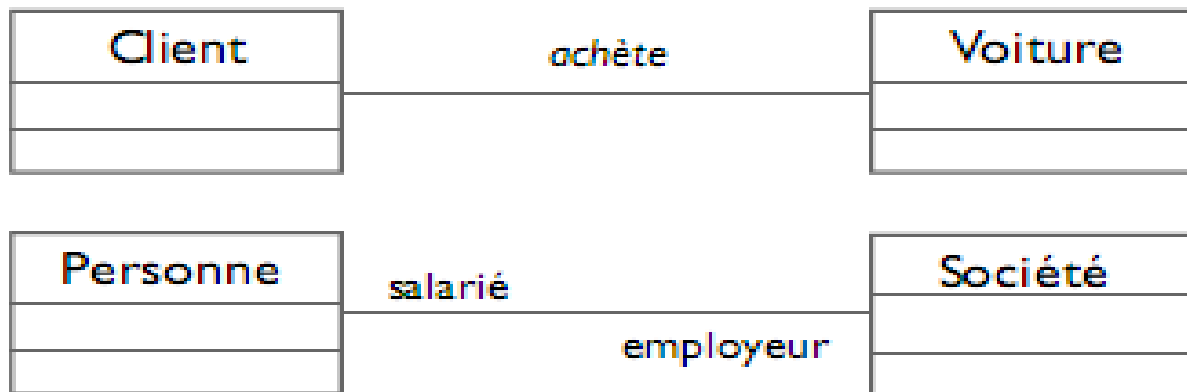 Client
achète
Voiture
Personne
salarié
employeur
Société